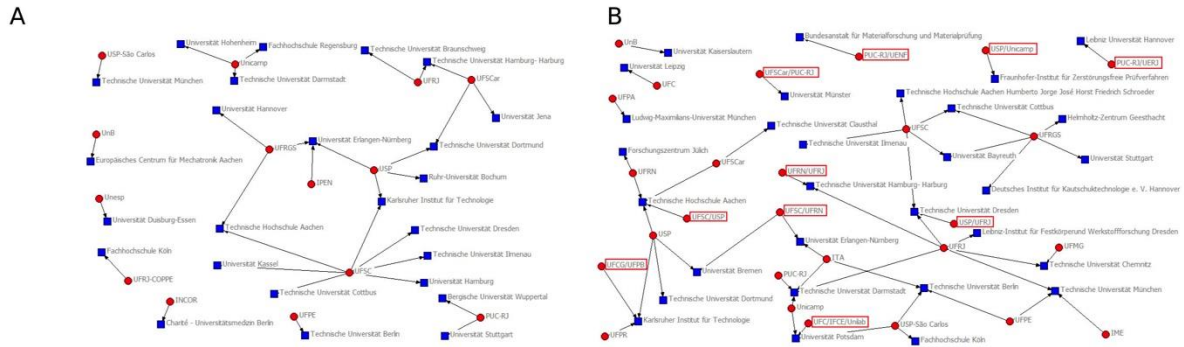 A
Universität Hohenheim
Fachhochschule Regensburg
USP-São Carlos
Unicamp
Technische Universität Braunschweig
Technische Universität Hamburg- Harburg
Technische Universität München
Technische Universität Darmstadt
UFRJ
UFSCar
Universität Hannover
Universität Jena
UnB
Universität Erlangen-Nürnberg
UFRGS
Technische Universität Dortmund
Europäisches Centrum für Mechatronik Aachen
USP
IPEN
Ruhr-Universität Bochum
Unesp
Karlsruher Institut für Technologie
Universität Duisburg-Essen
Technische Hochschule Aachen
Technische Universität Dresden
Fachhochschule Köln
Technische Universität Ilmenau
Universität Kassel
UFSC
UFRJ-COPPE
Universität Hamburg
Technische Universität Cottbus
INCOR
Bergische Universität Wuppertal
UFPE
PUC-RJ
Charité - Universitätsmedizin Berlin
Technische Universität Berlin
Universität Stuttgart
B
UnB
Bundesanstalt für Materialforschung und Materialprüfung
Leibniz Universität Hannover
Universität Kaiserslautern
PUC-RJ/UENF
USP/Unicamp
Universität Leipzig
PUC-RJ/UERJ
UFSCar/PUC-RJ
Fraunhofer-Institut für Zerstörungsfreie Prüfverfahren
UFC
UFPA
Universität Münster
Technische Hochschule Aachen Humberto Jorge José Horst Friedrich Schroeder
Technische Universität Cottbus
Ludwig-Maximilians-Universität München
Technische Universität Clausthal
Helmholtz-Zentrum Geesthacht
UFSC
UFRGS
Forschungszentrum Jülich
Technische Universität Ilmenau
Universität Bayreuth
Universität Stuttgart
UFSCar
UFRN
UFRN/UFRJ
Technische Universität Hamburg- Harburg
Deutsches Institut für Kautschuktechnologie e. V. Hannover
Technische Hochschule Aachen
UFSC/USP
UFSC/UFRN
Technische Universität Dresden
USP/UFRJ
USP
Leibniz-Institut für Festkörperund Werkstoffforschung Dresden
Universität Erlangen-Nürnberg
UFRJ
UFMG
ITA
UFCG/UFPB
Technische Universität Chemnitz
Universität Bremen
PUC-RJ
Technische Universität Darmstadt
Technische Universität Berlin
Technische Universität München
Technische Universität Dortmund
Unicamp
Karlsruher Institut für Technologie
UFC/IFCE/Unilab
USP-São Carlos
UFPE
UFPR
Universität Potsdam
IME
Fachhochschule Köln